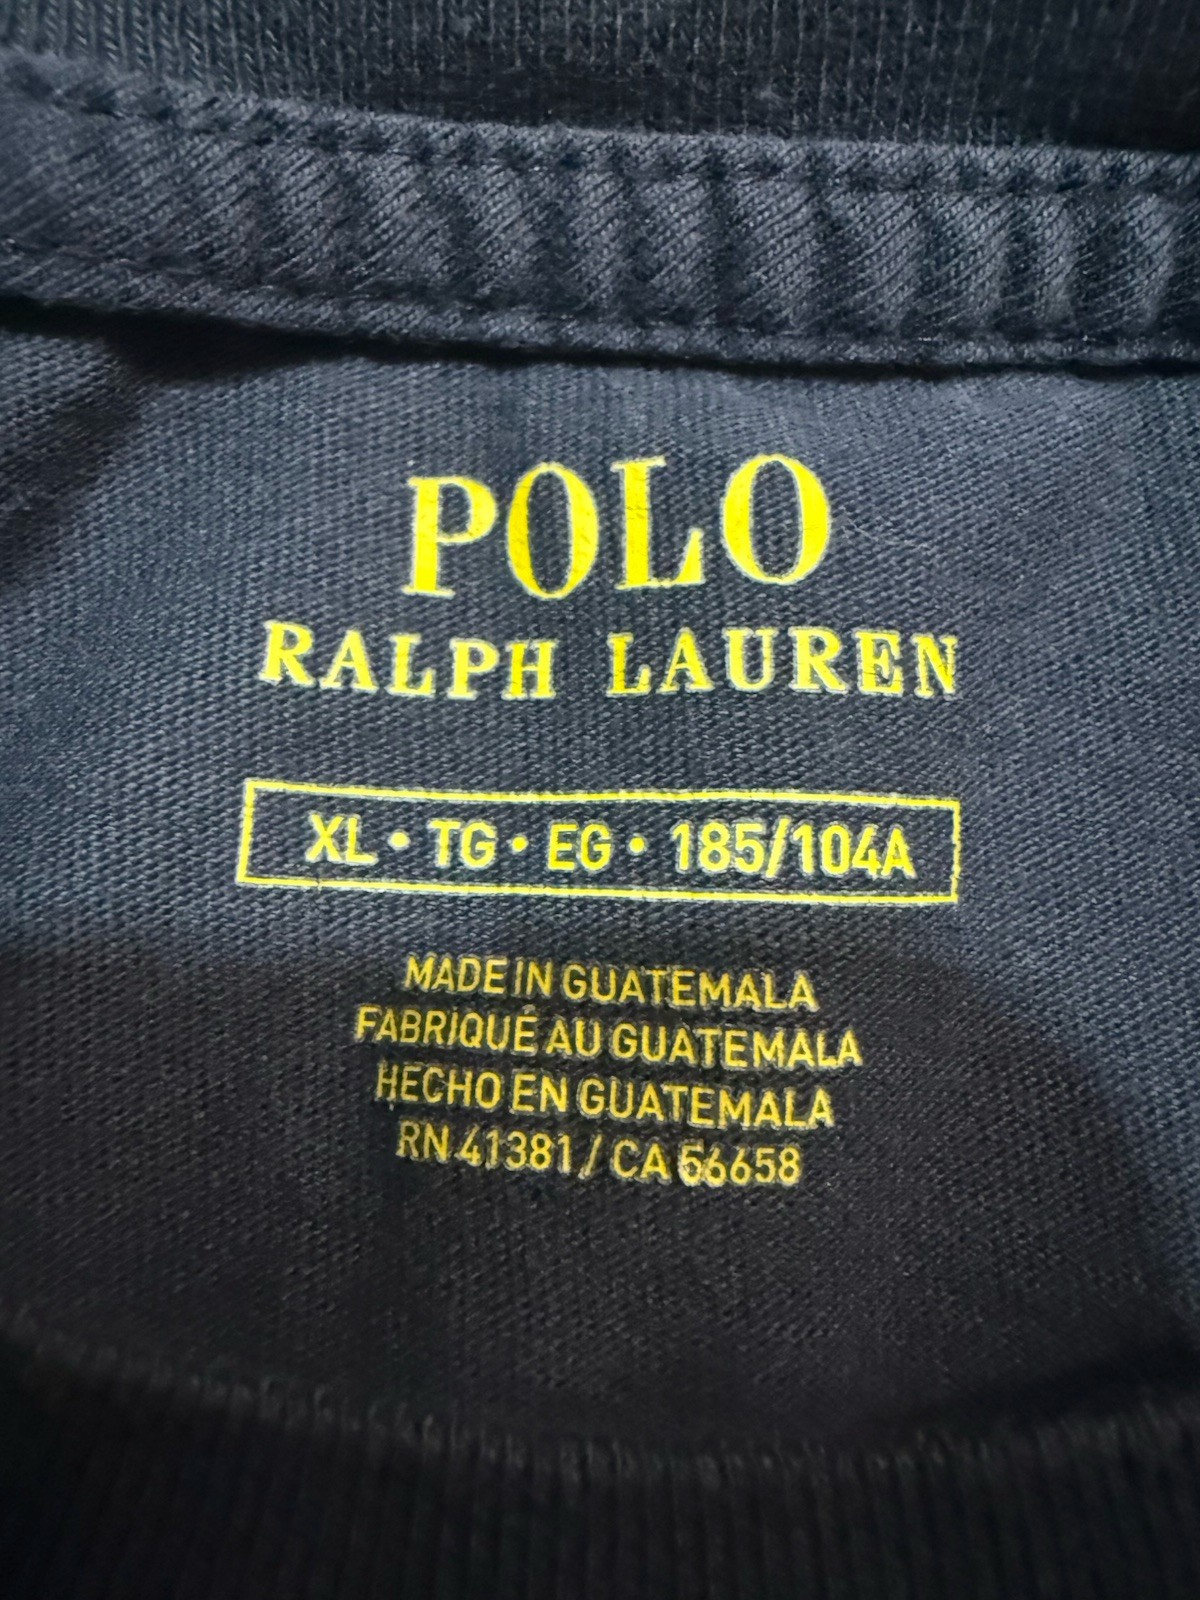 POLO
RALPH LAUREN
XL • TG • EG • 185/104A
MADE IN GUATEMALA
FABRIQUÉ AU GUATEMALA
HECHO EN GUATEMALA
RN 41381 / CA 56658